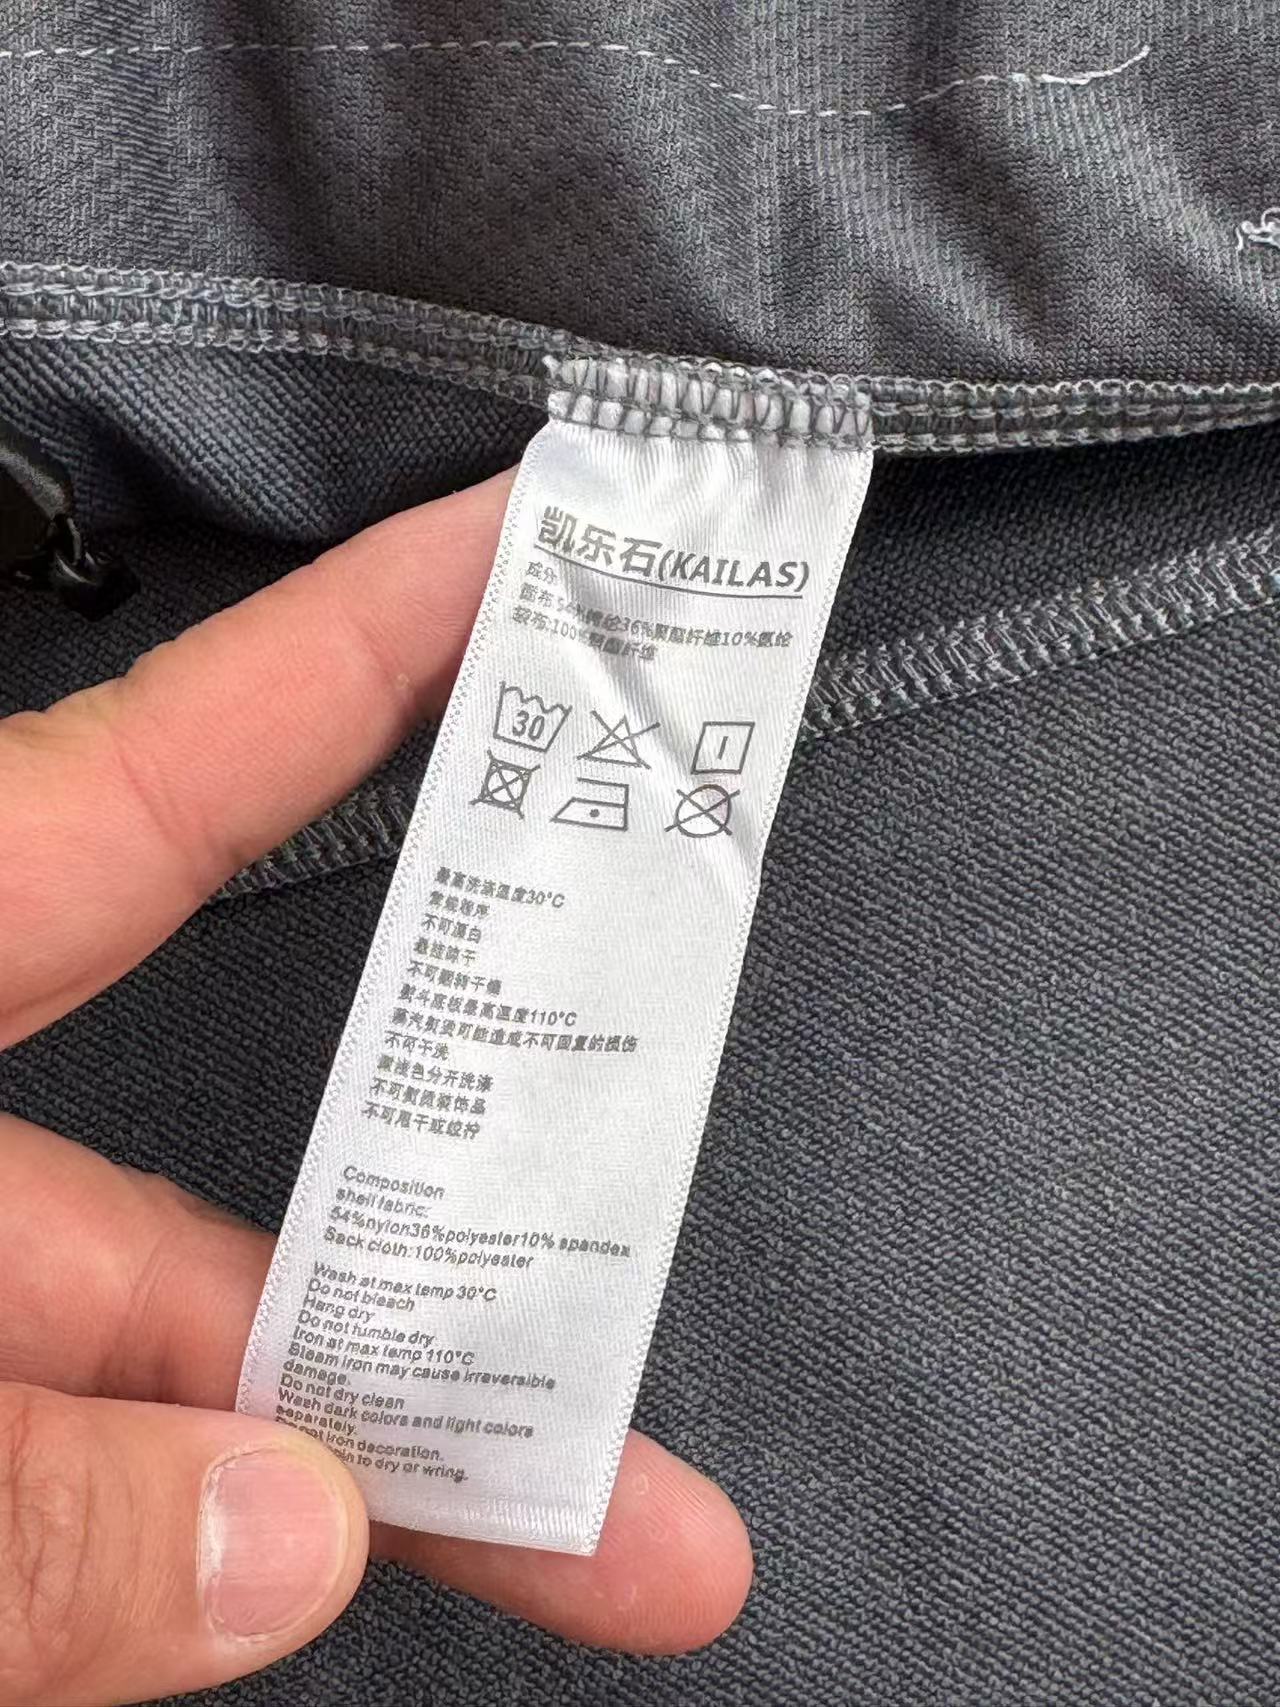 凯乐石(KAILAS)
成分
面布:54%锦纶36%聚酯纤维10%氨纶
袋布:100%聚酯纤维
30
最高洗涤温度30°C
常规程序
不可漂白
悬挂晾干
不可翻转干燥
熨斗底板最高温度110°C
蒸汽熨烫可能造成不可回复的损伤
不可干洗
深浅色分开洗涤
不可熨烫装饰品
不可甩干或绞拧
Composition
shell fabric:
54%nylon36%polyester10% spandex
Sack cloth:100%polyester
Wash at max temp 30°C
Do not bleach
Hang dry
Do not tumble dry
Iron at max temp 110°C
Steam iron may cause irreversible
damage.
Do not dry clean
Wash dark colors and light colors
separately.
not iron decoration.
to dry or wring.